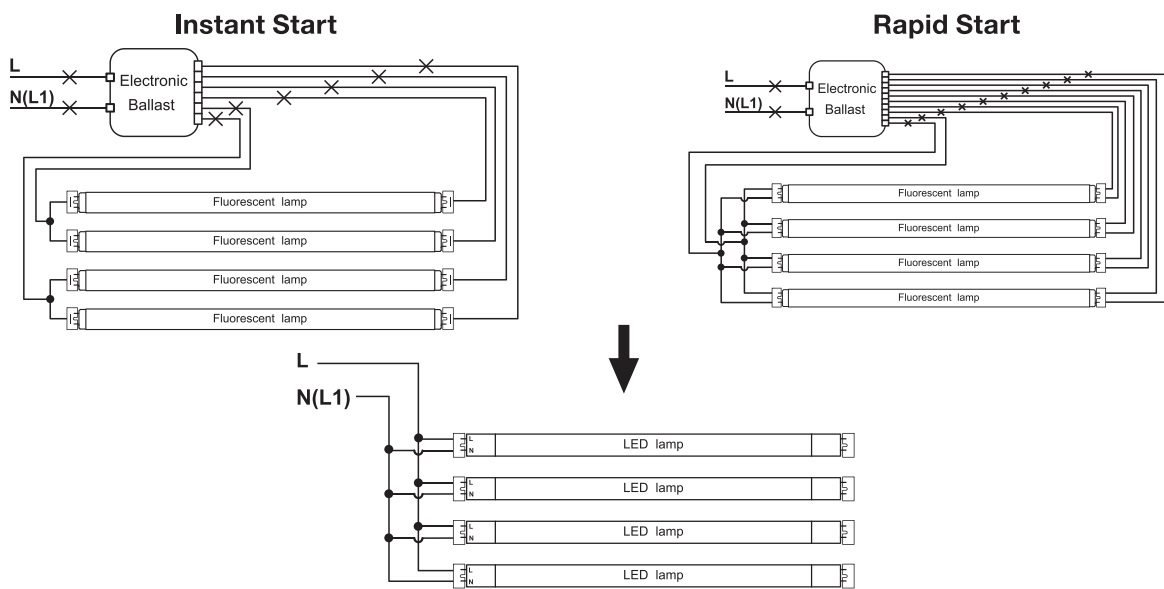 Instant Start
L
N(L1)
Electronic
Ballast
Fluorescent lamp
Fluorescent lamp
Fluorescent lamp
Fluorescent lamp
Rapid Start
L
N(L1)
Electronic
Ballast
Fluorescent lamp
Fluorescent lamp
Fluorescent lamp
Fluorescent lamp
L
N(L1)
L
N
LED lamp
L
N
LED lamp
L
N
LED lamp
L
N
LED lamp